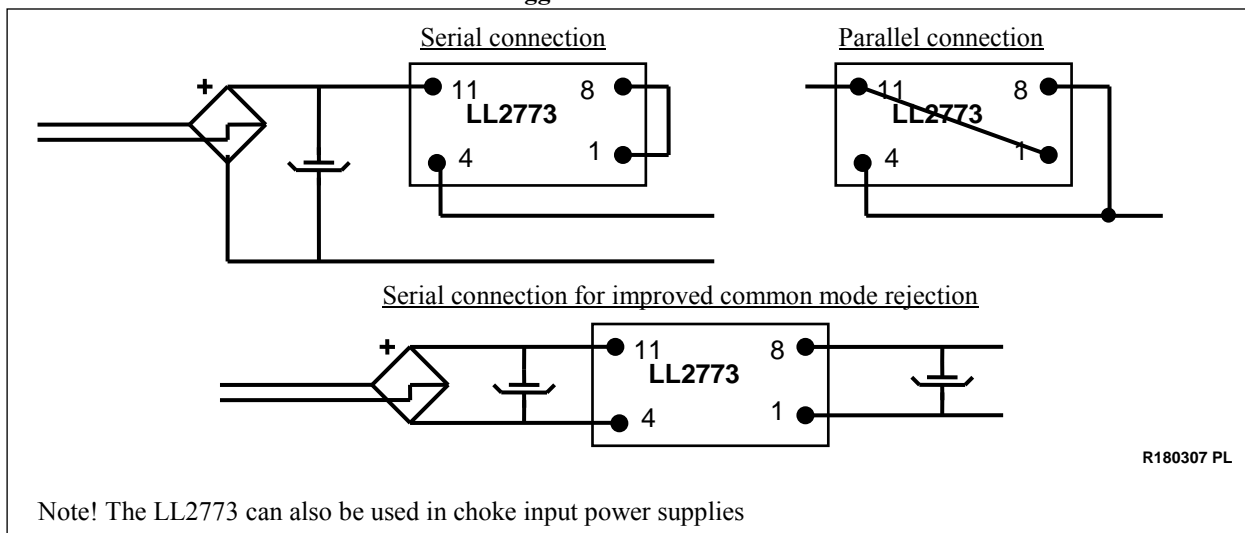 Serial connection
Parallel connection
+
11
8
LL2773
4
1
11
8
LL2773
4
1
Serial connection for improved common mode rejection
+
11
8
LL2773
4
1
R180307 PL
Note! The LL2773 can also be used in choke input power supplies